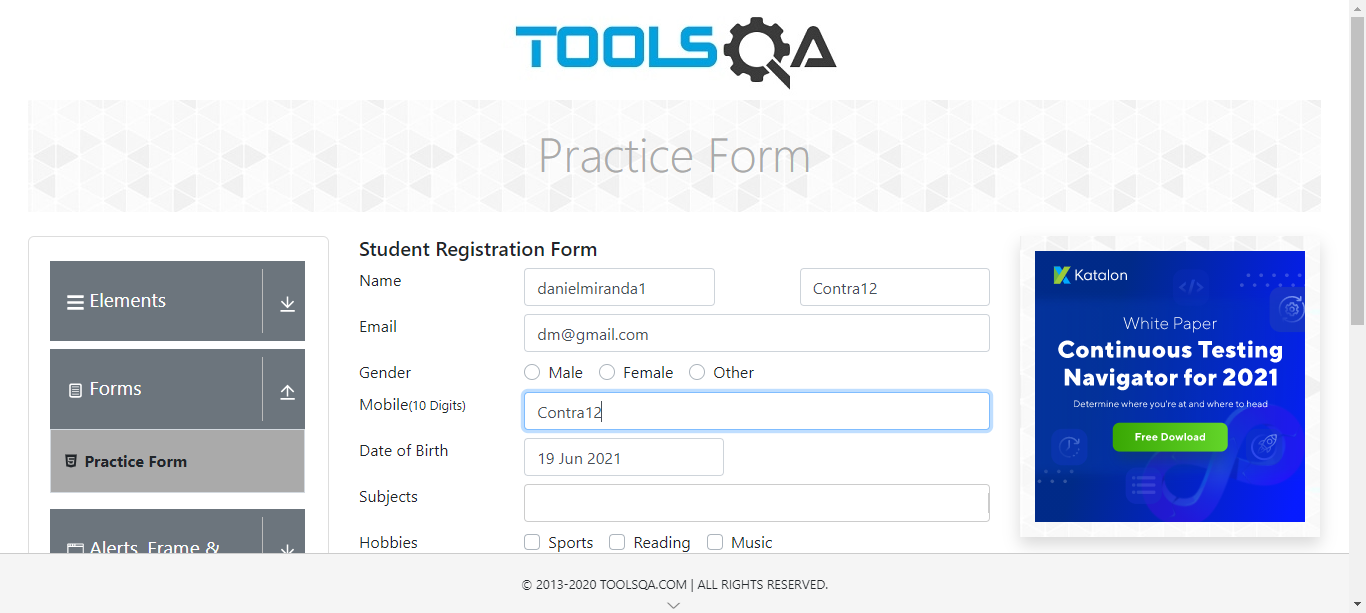 TOOLSQA
Practice Form
Elements
Forms
Practice Form
Alerts, Frame &
Student Registration Form
Name
danielmiranda1
Contra12
Email
dm@gmail.com
Gender
Male
Female
Other
Mobile(10 Digits)
Contra12
Date of Birth
19 Jun 2021
Subjects
Hobbies
Sports
Reading
Music
Katalon
White Paper
Continuous Testing
Navigator for 2021
Determine where you're at and where to head
Free Dowload
© 2013-2020 TOOLSQA.COM | ALL RIGHTS RESERVED.